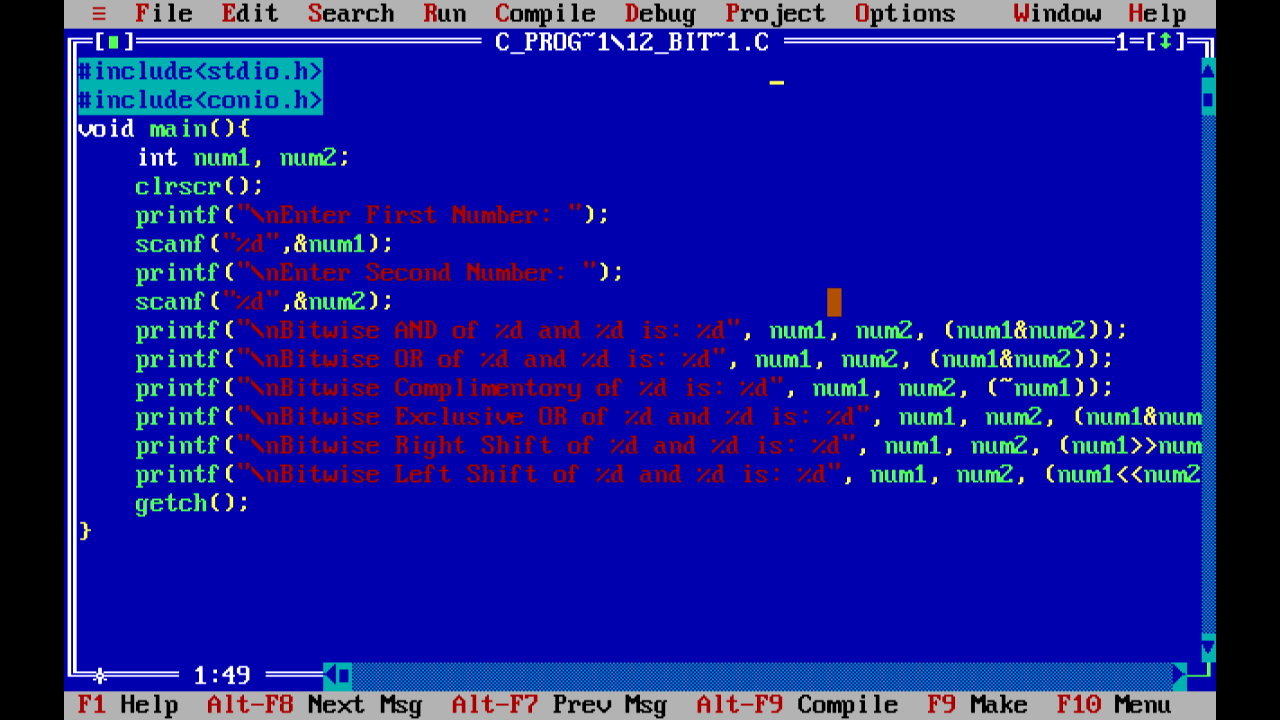 ≡ File Edit Search Run Compile Debug Project Options Window Help
[■] C_PROG~1\12_BIT~1.C 1=[↕]
#include<stdio.h>
#include<conio.h>
void main(){
int num1, num2;
clrscr();
printf("\nEnter First Number: ");
scanf("%d",&num1);
printf("\nEnter Second Number: ");
scanf("%d",&num2);
printf("\nBitwise AND of %d and %d is: %d", num1, num2, (num1&num2));
printf("\nBitwise OR of %d and %d is: %d", num1, num2, (num1&num2));
printf("\nBitwise Complimentory of %d is: %d", num1, num2, (~num1));
printf("\nBitwise Exclusive OR of %d and %d is: %d", num1, num2, (num1&num
printf("\nBitwise Right Shift of %d and %d is: %d", num1, num2, (num1>>num
printf("\nBitwise Left Shift of %d and %d is: %d", num1, num2, (num1<<num2
getch();
}
1:49
F1 Help Alt-F8 Next Msg Alt-F7 Prev Msg Alt-F9 Compile F9 Make F10 Menu